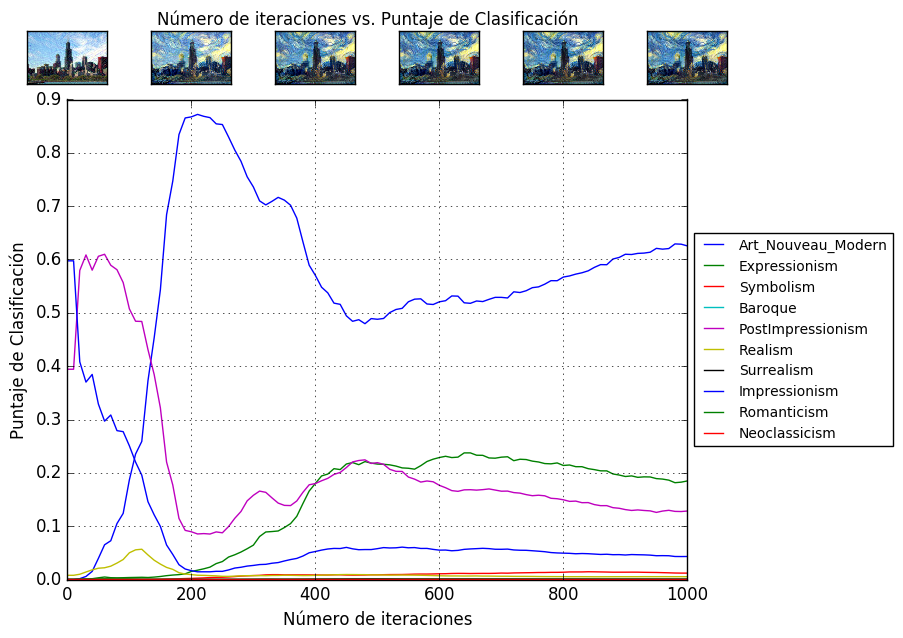 Número de iteraciones vs. Puntaje de Clasificación
0.9
0.8
0.7
0.6
0.5
0.4
0.3
0.2
0.1
0.0
Puntaje de Clasificación
0 200 400 600 800 1000
Número de iteraciones
Art_Nouveau_Modern
Expressionism
Symbolism
Baroque
PostImpressionism
Realism
Surrealism
Impressionism
Romanticism
Neoclassicism